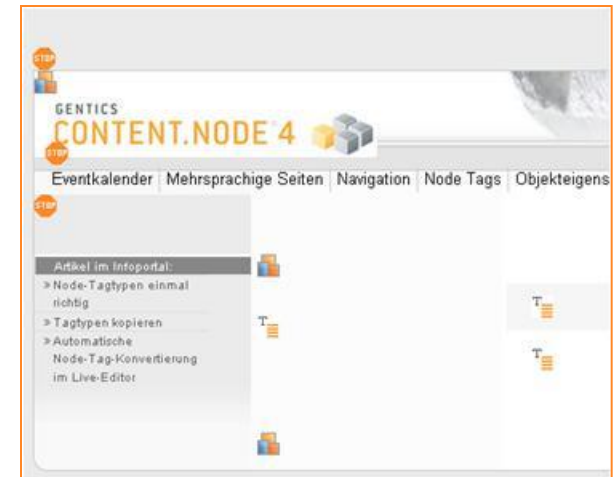 STOP
GENTICS
CONTENT.NODE 4
STOP
Eventkalender Mehrsprachige Seiten Navigation Node Tags Objekteigens
STOP
Artikel im Infoportal:
» Node-Tagtypen einmal
richtig
» Tagtypen kopieren
» Automatische
Node-Tag-Konvertierung
im Live-Editor
T
T
T